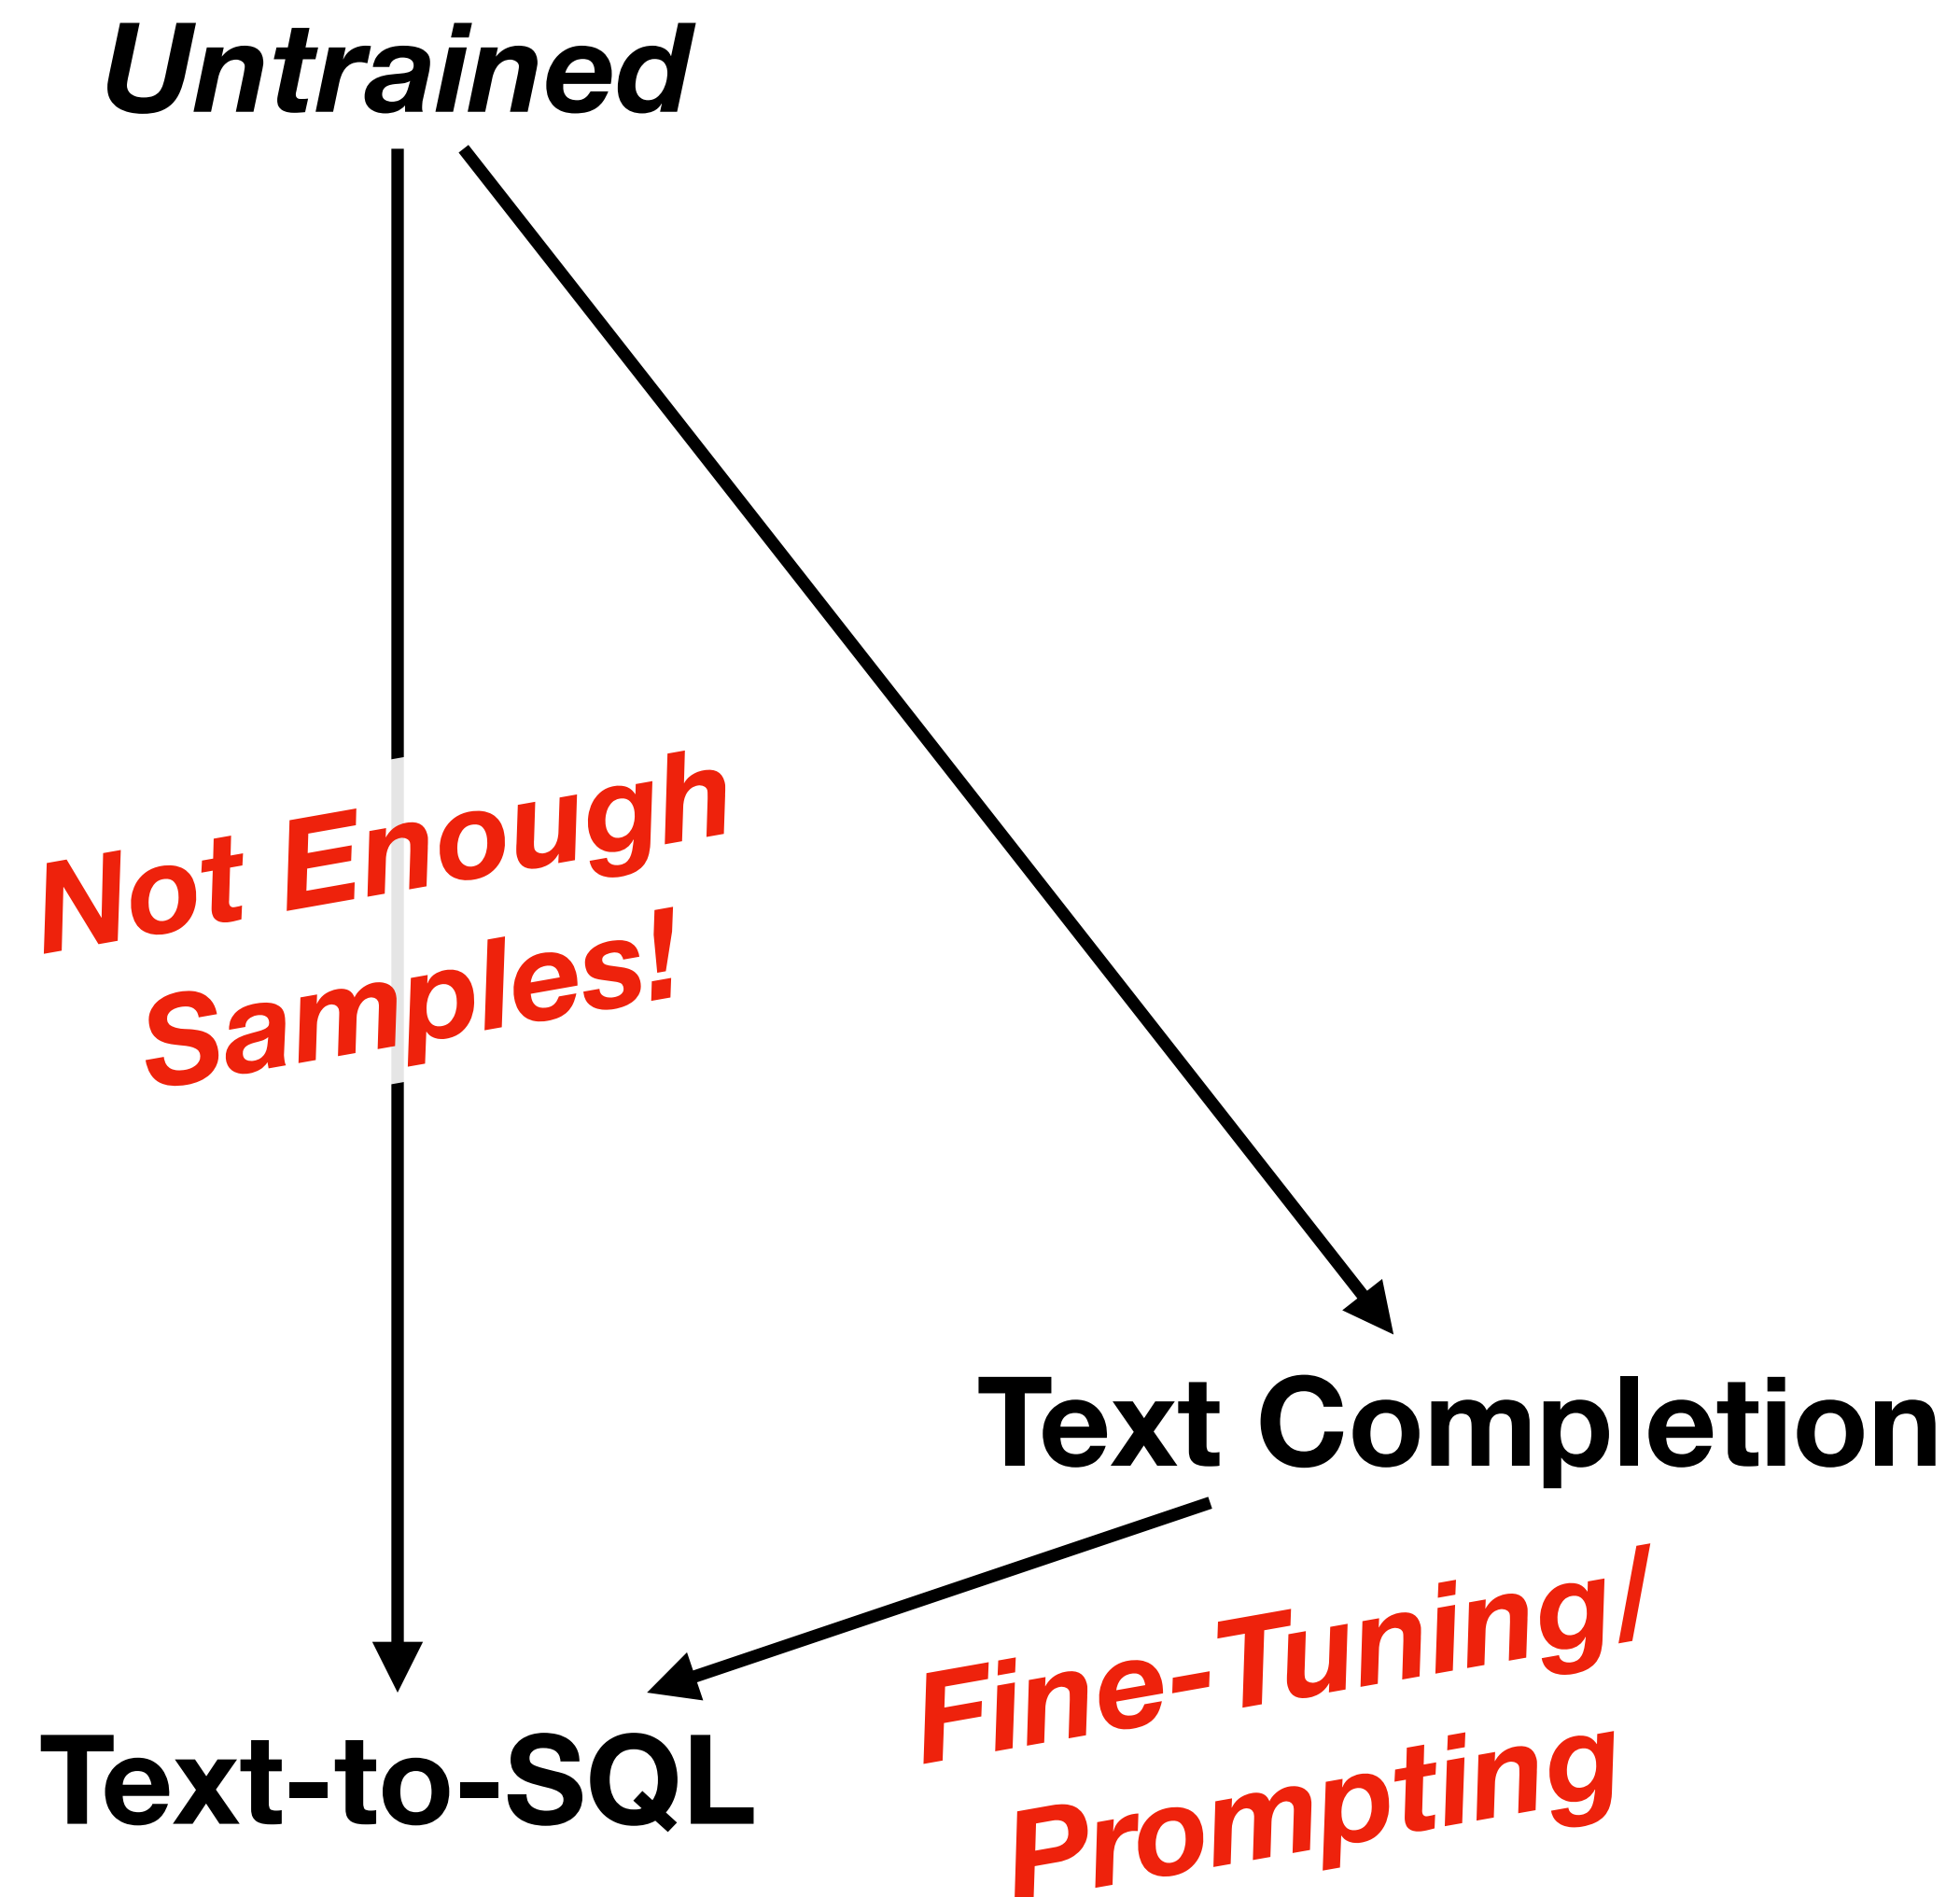 Untrained
Not Enough
Samples!
Text Completion
Fine-Tuning/
Prompting
Text-to-SQL